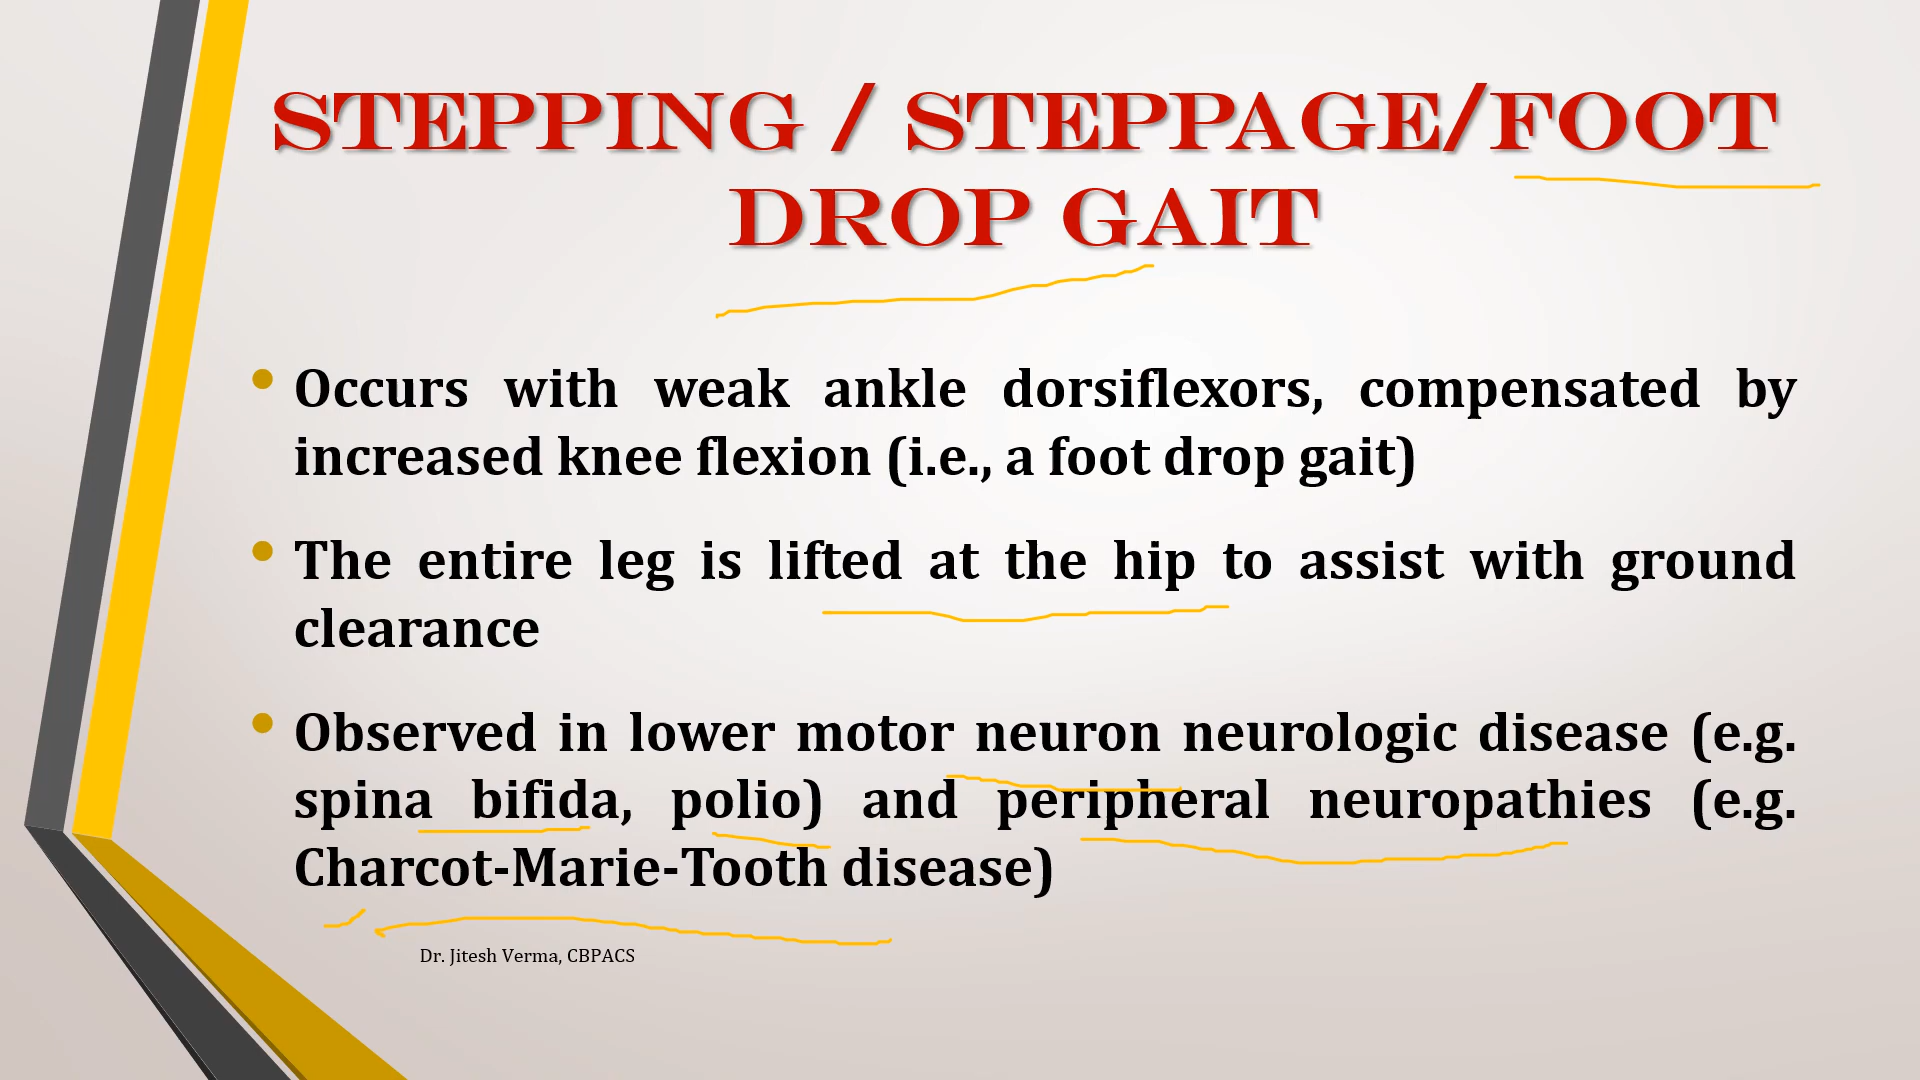 STEPPING / STEPPAGE/FOOT
DROP GAIT
• Occurs with weak ankle dorsiflexors, compensated by
increased knee flexion (i.e., a foot drop gait)
• The entire leg is lifted at the hip to assist with ground
clearance
• Observed in lower motor neuron neurologic disease (e.g.
spina bifida, polio) and peripheral neuropathies (e.g.
Charcot-Marie-Tooth disease)
Dr. Jitesh Verma, CBPACS